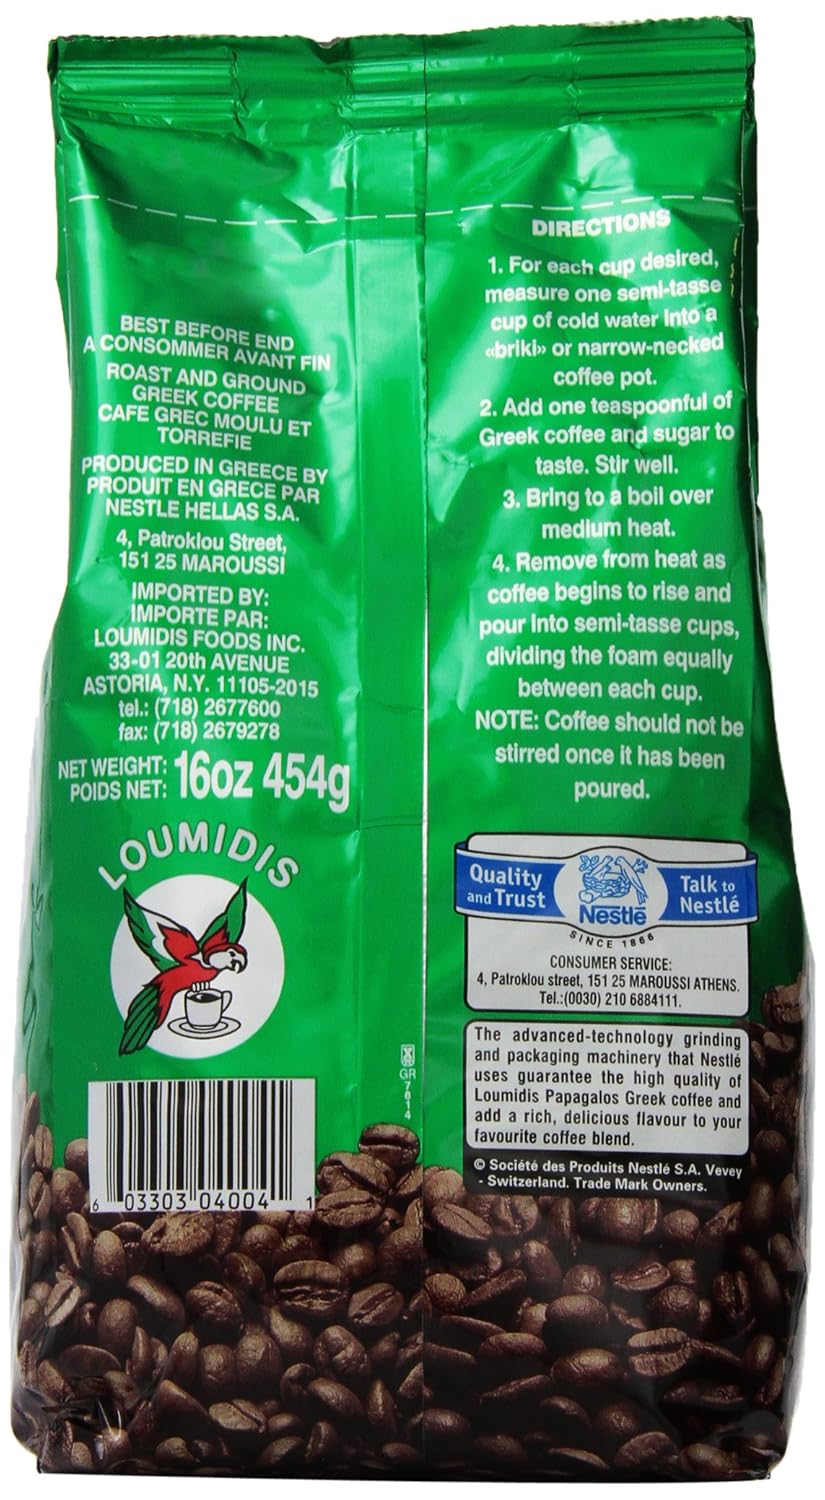 BEST BEFORE END
A CONSOMMER AVANT FIN
ROAST AND GROUND
GREEK COFFEE
CAFE GREC MOULU ET
TORREFIE
PRODUCED IN GREECE BY
PRODUIT EN GRECE PAR
NESTLE HELLAS S.A.
4, Patroklou Street,
151 25 MAROUSSI
IMPORTED BY:
IMPORTE PAR:
LOUMIDIS FOODS INC.
33-01 20th AVENUE
ASTORIA, N.Y. 11105-2015
tel.: (718) 2677600
fax: (718) 2679278
NET WEIGHT: 16oz 454g
POIDS NET:
LOUMIDIS
6 03303 04004 1
GR
7814
DIRECTIONS
1. For each cup desired,
measure one semi-tasse
cup of cold water into a
«briki» or narrow-necked
coffee pot.
2. Add one teaspoonful of
Greek coffee and sugar to
taste. Stir well.
3. Bring to a boil over
medium heat.
4. Remove from heat as
coffee begins to rise and
pour into semi-tasse cups,
dividing the foam equally
between each cup.
NOTE: Coffee should not be
stirred once it has been
poured.
Quality
and Trust
Nestlé
SINCE 1866
Talk to
Nestlé
CONSUMER SERVICE:
4, Patroklou street, 151 25 MAROUSSI ATHENS.
Tel.:(0030) 210 6884111.
The advanced-technology grinding
and packaging machinery that Nestlé
uses guarantee the high quality of
Loumidis Papagalos Greek coffee and
add a rich, delicious flavour to your
favourite coffee blend.
© Société des Produits Nestlé S.A. Vevey
- Switzerland. Trade Mark Owners.